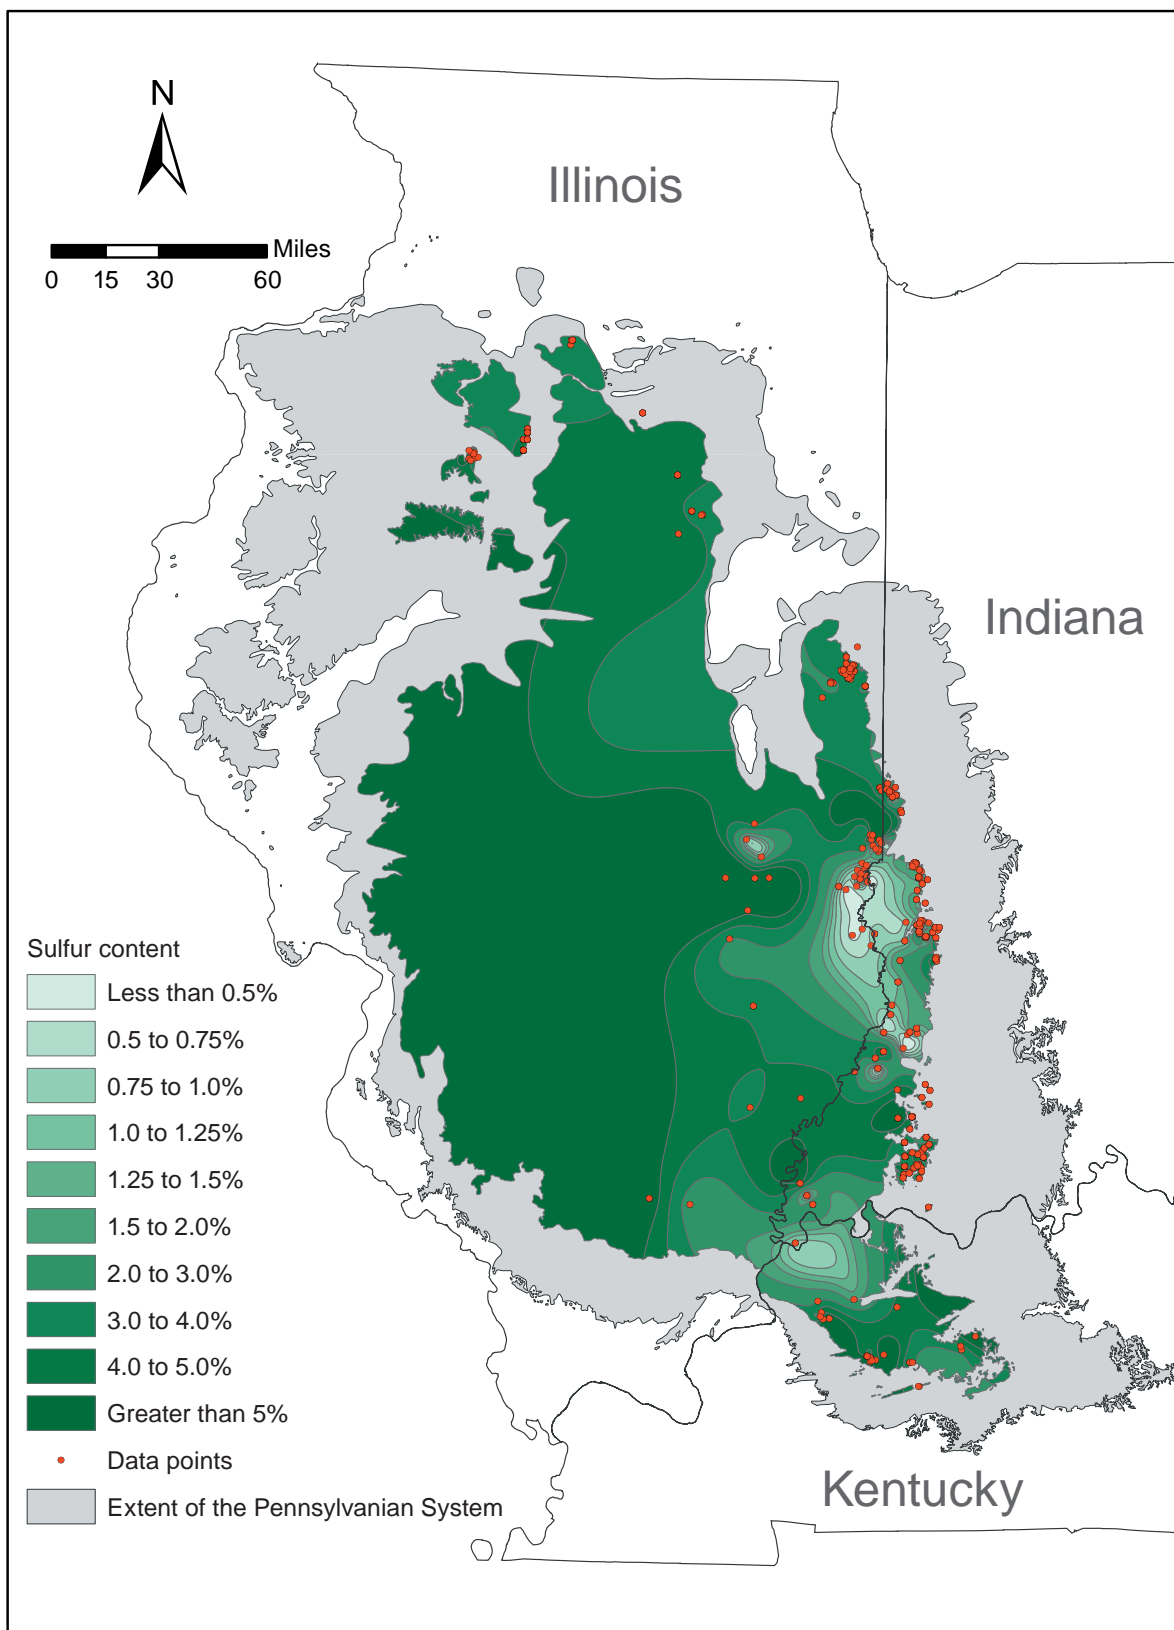 N
Illinois
Miles
0 15 30 60
Indiana
Sulfur content
Less than 0.5%
0.5 to 0.75%
0.75 to 1.0%
1.0 to 1.25%
1.25 to 1.5%
1.5 to 2.0%
2.0 to 3.0%
3.0 to 4.0%
4.0 to 5.0%
Greater than 5%
Data points
Extent of the Pennsylvanian System
Kentucky